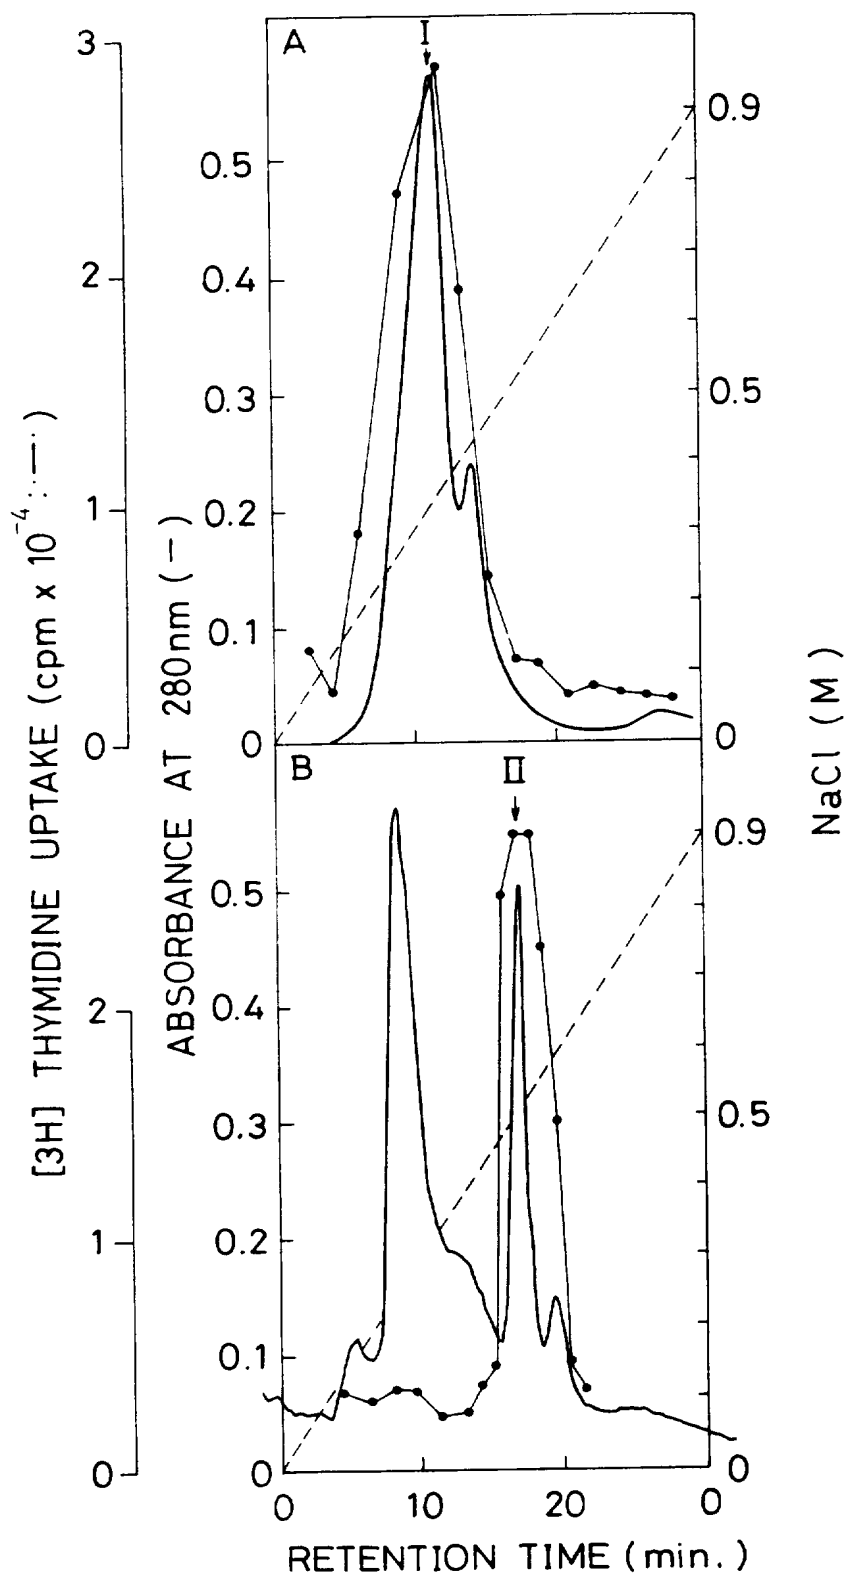 A
I
3
2
1
0
0.5
0.4
0.3
0.2
0.1
0
0.9
0.5
0
B
II
2
1
0
0.5
0.4
0.3
0.2
0.1
0
0.9
0.5
0
0 10 20 0
RETENTION TIME (min.)
[3H] THYMIDINE UPTAKE (cpm x 10⁻⁴ : ·—· )
ABSORBANCE AT 280nm (—)
NaCl (M)